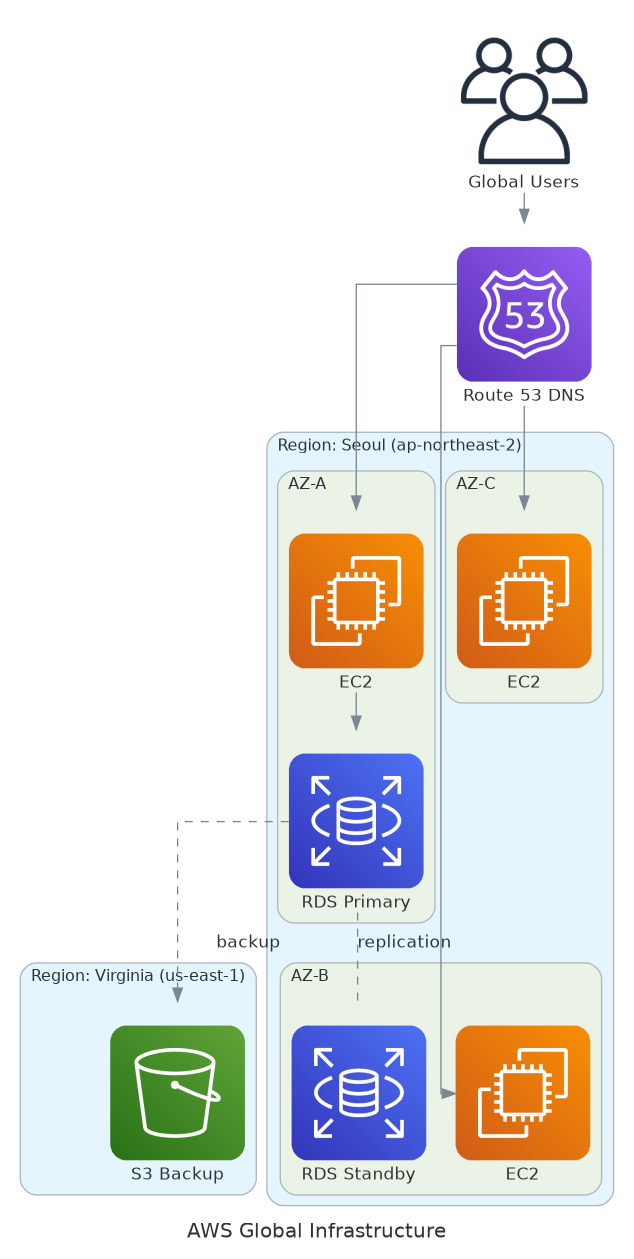 Global Users
53
Route 53 DNS
Region: Seoul (ap-northeast-2)
AZ-A
AZ-C
EC2
EC2
RDS Primary
backup
replication
Region: Virginia (us-east-1)
AZ-B
S3 Backup
RDS Standby
EC2
AWS Global Infrastructure